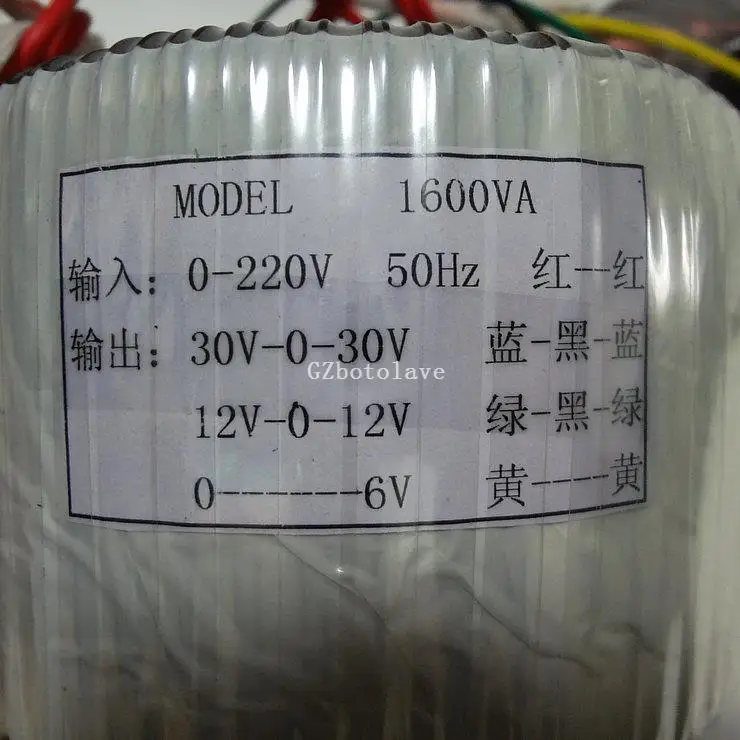 MODEL 1600VA
输入: 0-220V 50Hz 红--红
输出: 30V-0-30V 蓝-黑-蓝
GZbotolave
12V-0-12V 绿-黑-绿
0------6V 黄----黄